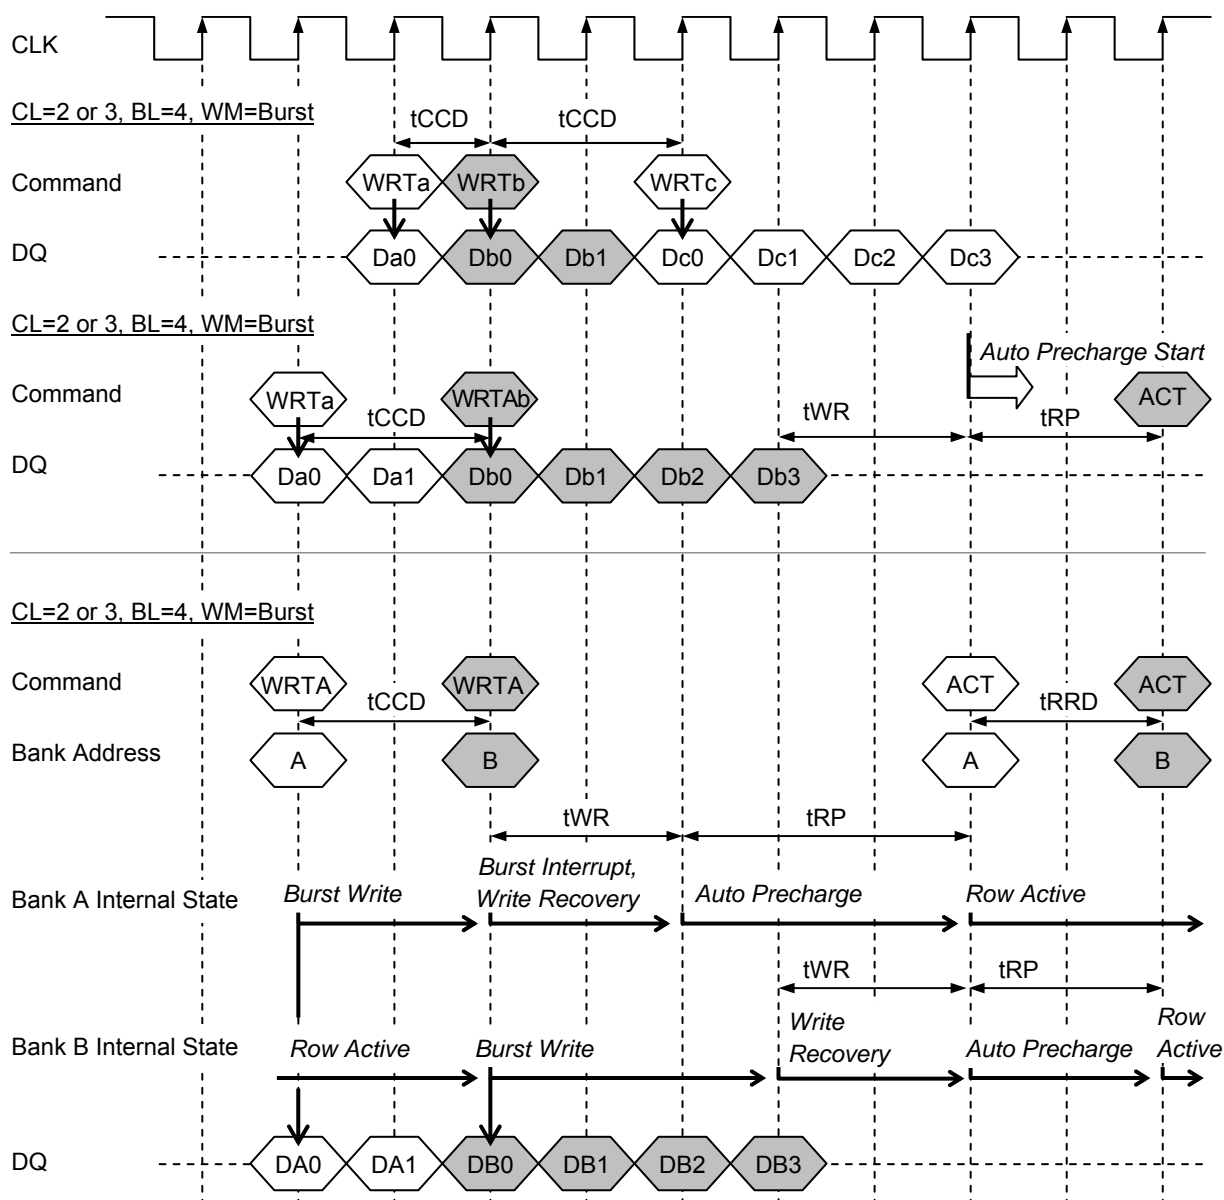 CLK
CL=2 or 3, BL=4, WM=Burst
tCCD tCCD
Command WRTa WRTb WRTc
DQ Da0 Db0 Db1 Dc0 Dc1 Dc2 Dc3
CL=2 or 3, BL=4, WM=Burst
Auto Precharge Start
Command WRTa WRTAb ACT
tCCD tWR tRP
DQ Da0 Da1 Db0 Db1 Db2 Db3
CL=2 or 3, BL=4, WM=Burst
Command WRTA WRTA ACT ACT
tCCD tRRD
Bank Address A B A B
tWR tRP
Burst Interrupt,
Bank A Internal State Burst Write Write Recovery Auto Precharge Row Active
tWR tRP
Write Row
Bank B Internal State Row Active Burst Write Recovery Auto Precharge Active
DQ DA0 DA1 DB0 DB1 DB2 DB3